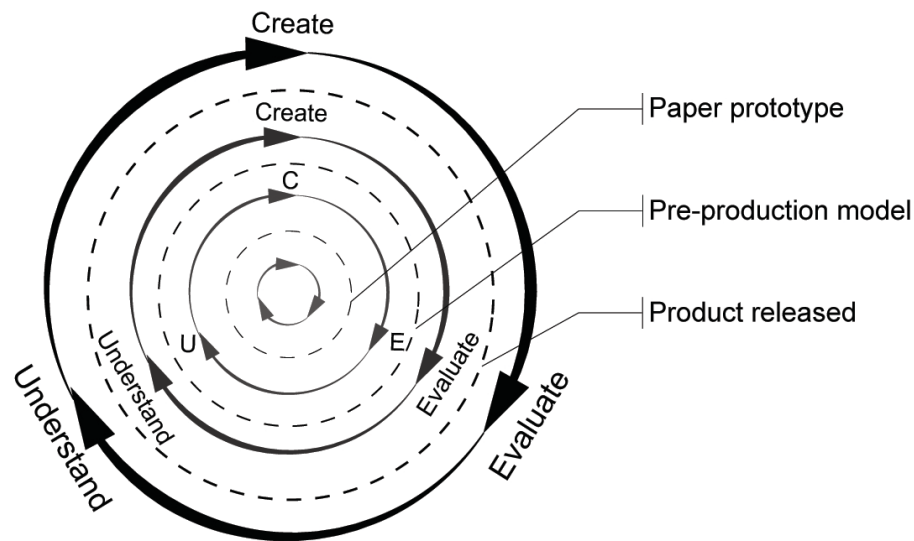 Create
Create
C
Paper prototype
Pre-production model
Product released
U
E
Understand
Evaluate
Understand
Evaluate